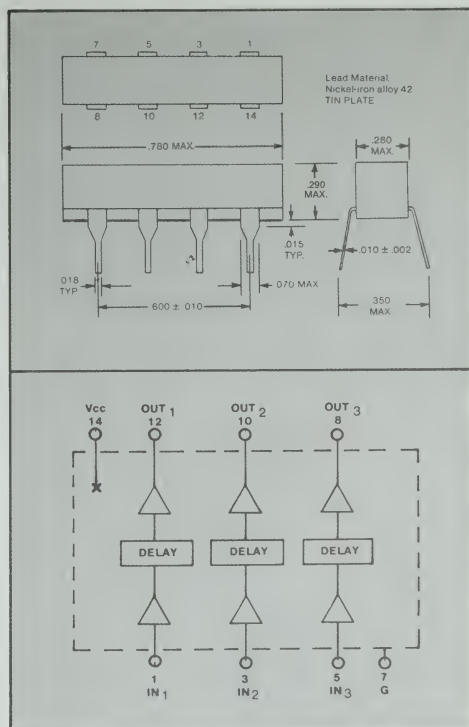 7 5 3 1
Lead Material:
Nickel-iron alloy 42
TIN PLATE
8 10 12 14
.780 MAX.
.280
MAX.
.290
MAX.
.015
TYP.
.010 ± .002
.018
TYP
.070 MAX
.600 ± .010
.350
MAX
Vcc OUT 1 OUT 2 OUT 3
14 12 10 8
DELAY DELAY DELAY
1 3 5 7
IN1 IN2 IN3 G